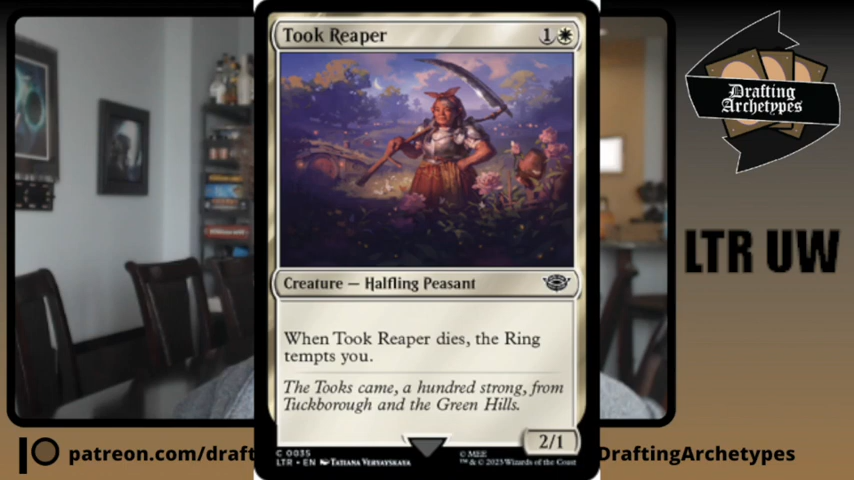 Took Reaper
1
Drafting
Archetypes
LTR UW
Creature — Halfling Peasant
When Took Reaper dies, the Ring
tempts you.
The Tooks came, a hundred strong, from
Tuckborough and the Green Hills.
2/1
C 0035
LTR • EN Tatiana Veryayskaya
© MEE
™ & © 2023 Wizards of the Coast
patreon.com/draft
DraftingArchetypes